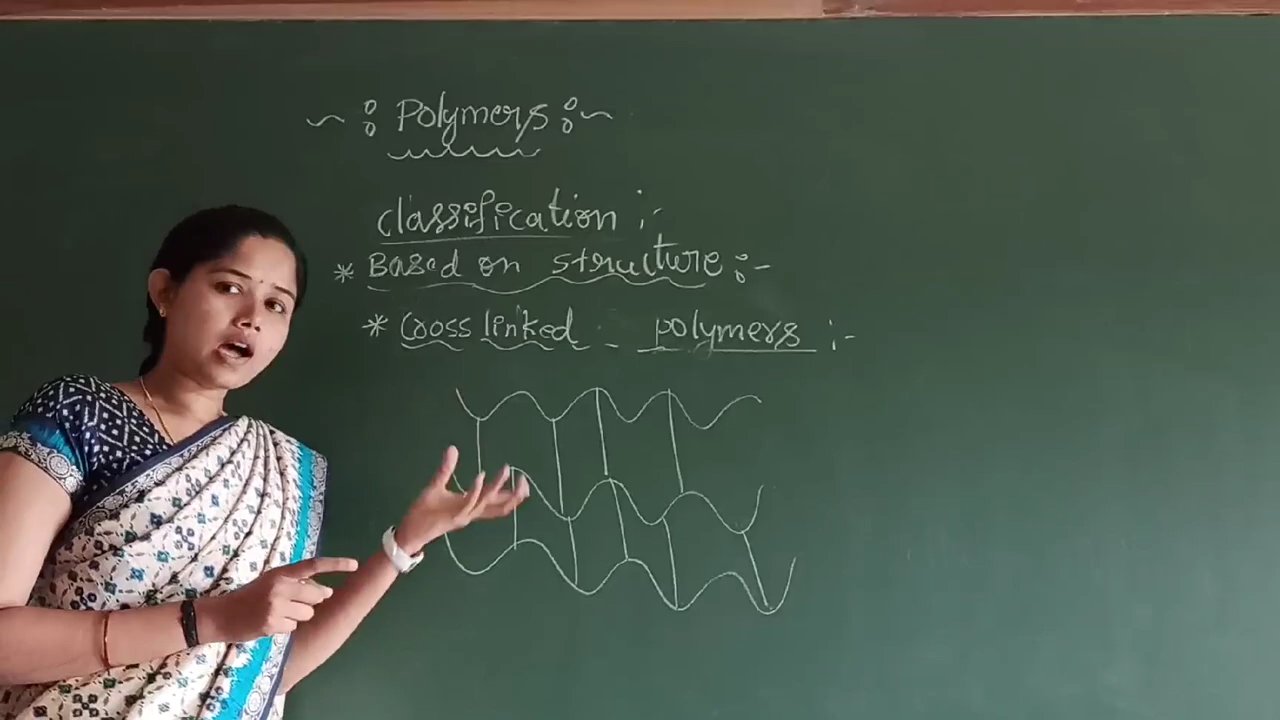 ~ : Polymers : ~
classification :-
* Based on structure :-
* Cross linked - polymers :-